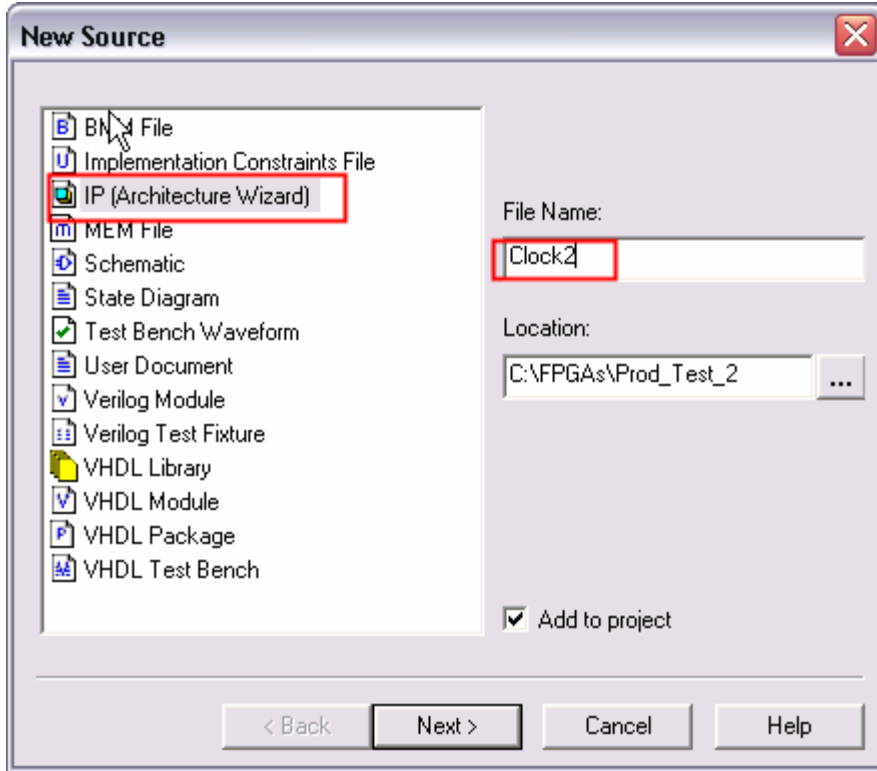 New Source
BMM File
Implementation Constraints File
IP (Architecture Wizard)
MEM File
Schematic
State Diagram
Test Bench Waveform
User Document
Verilog Module
Verilog Test Fixture
VHDL Library
VHDL Module
VHDL Package
VHDL Test Bench
File Name:
Clock2
Location:
C:\FPGAs\Prod_Test_2
...
Add to project
< Back
Next >
Cancel
Help